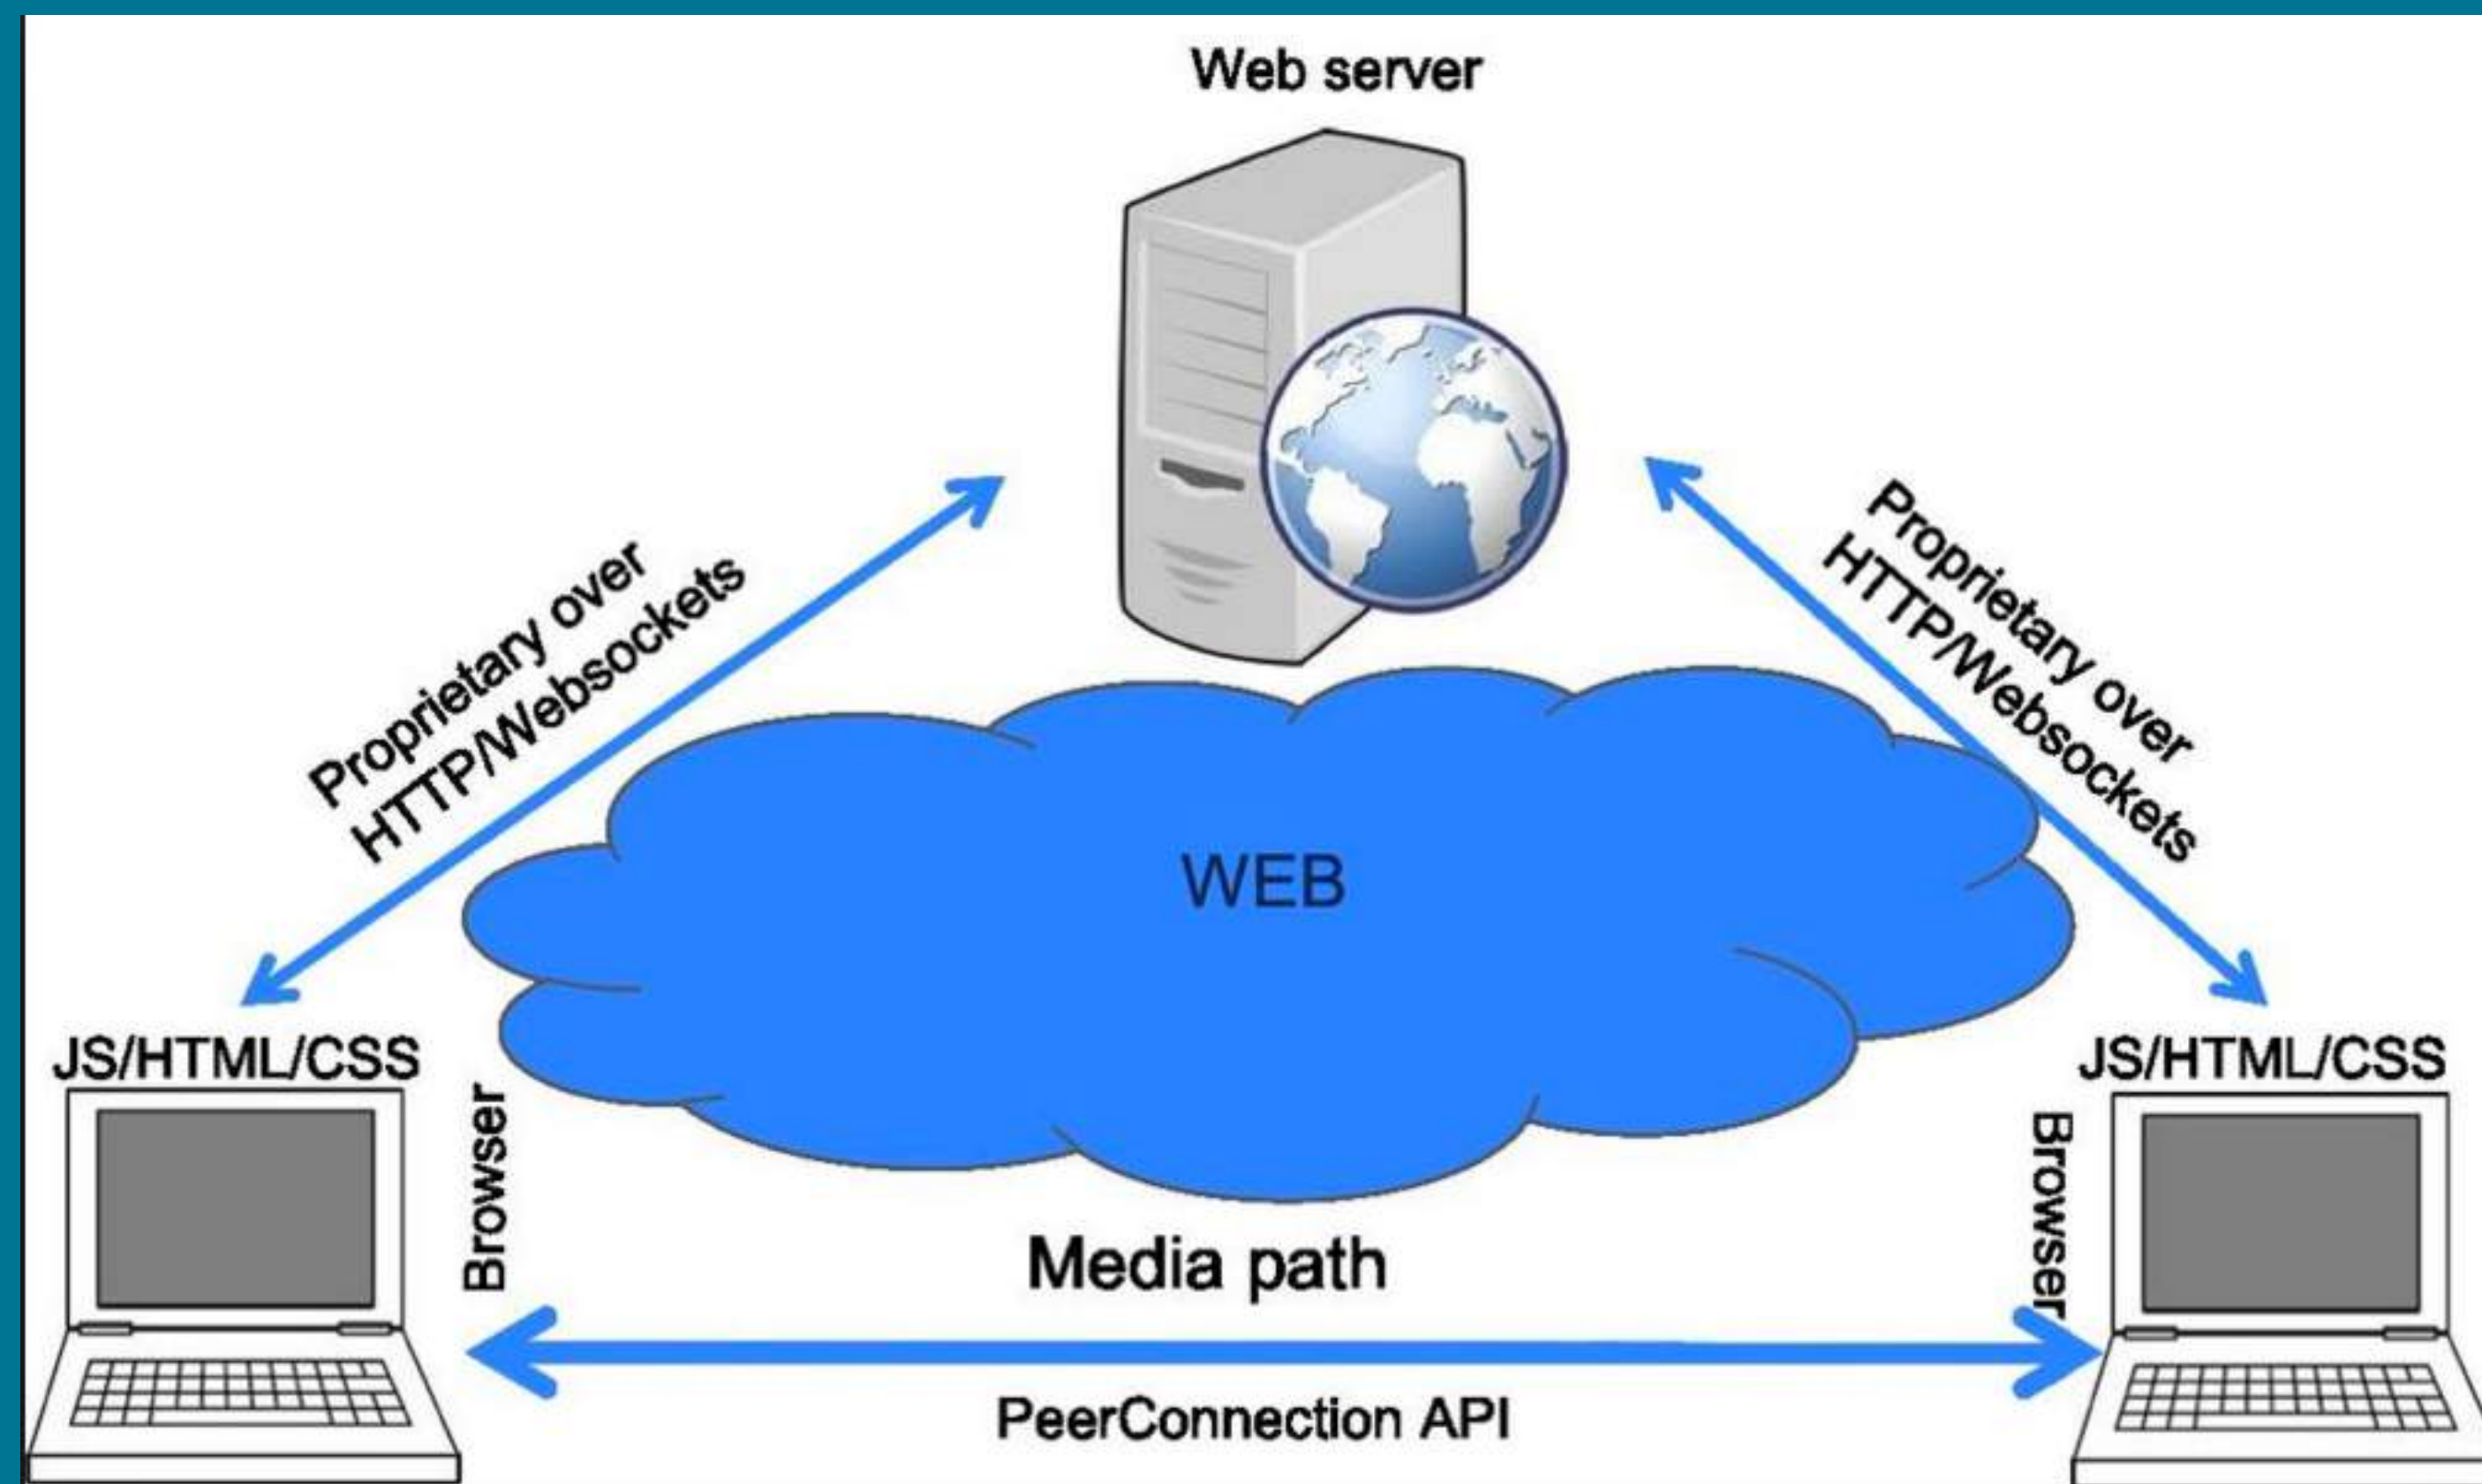 Web server
Proprietary over
HTTP/Websockets
Proprietary over
HTTP/Websockets
WEB
JS/HTML/CSS
JS/HTML/CSS
Browser
Browser
Media path
PeerConnection API